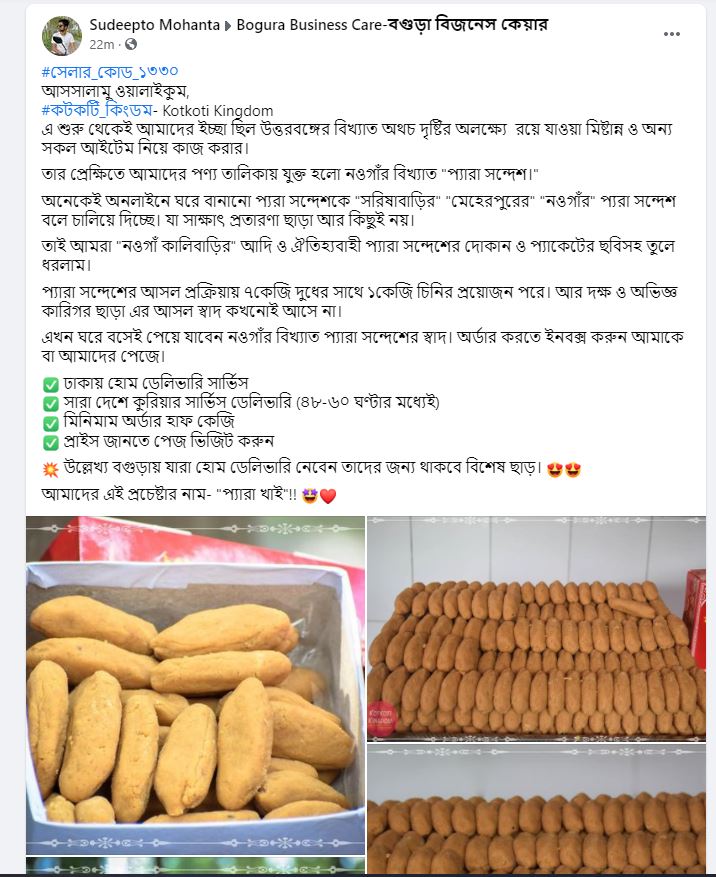 Sudeepto Mohanta ▸ Bogura Business Care-বগুড়া বিজনেস কেয়ার
22m ·
#সেলার_কোড_১৩৩০
আসসালামু ওয়ালাইকুম,
#কটকটি_কিংডম- Kotkoti Kingdom
এ শুরু থেকেই আমাদের ইচ্ছা ছিল উত্তরবঙ্গের বিখ্যাত অথচ দৃষ্টির অলক্ষ্যে রয়ে যাওয়া মিষ্টান্ন ও অন্য
সকল আইটেম নিয়ে কাজ করার।
তার প্রেক্ষিতে আমাদের পণ্য তালিকায় যুক্ত হলো নওগাঁর বিখ্যাত "প্যারা সন্দেশ।"
অনেকেই অনলাইনে ঘরে বানানো প্যরা সন্দেশকে "সরিষাবাড়ির" "মেহেরপুরের" "নওগাঁর" প্যরা সন্দেশ
বলে চালিয়ে দিচ্ছে। যা সাক্ষাৎ প্রতারণা ছাড়া আর কিছুই নয়।
তাই আমরা "নওগাঁ কালিবাড়ির" আদি ও ঐতিহ্যবাহী প্যারা সন্দেশের দোকান ও প্যাকেটের ছবিসহ তুলে
ধরলাম।
প্যারা সন্দেশের আসল প্রক্রিয়ায় ৭কেজি দুধের সাথে ১কেজি চিনির প্রয়োজন পরে। আর দক্ষ ও অভিজ্ঞ
কারিগর ছাড়া এর আসল স্বাদ কখনোই আসে না।
এখন ঘরে বসেই পেয়ে যাবেন নওগাঁর বিখ্যাত প্যারা সন্দেশের স্বাদ। অর্ডার করতে ইনবক্স করুন আমাকে
বা আমাদের পেজে।
✅ ঢাকায় হোম ডেলিভারি সার্ভিস
✅ সারা দেশে কুরিয়ার সার্ভিস ডেলিভারি (৪৮-৬০ ঘণ্টার মধ্যেই)
✅ মিনিমাম অর্ডার হাফ কেজি
✅ প্রাইস জানতে পেজ ভিজিট করুন
💥 উল্লেখ্য বগুড়ায় যারা হোম ডেলিভারি নেবেন তাদের জন্য থাকবে বিশেষ ছাড়। 😍😍
আমাদের এই প্রচেষ্টার নাম- "প্যারা খাই"!! 🤩❤️
Kotkoti
Kingdom